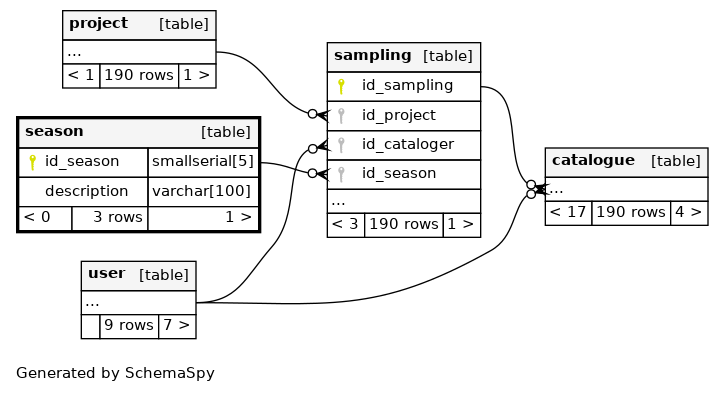 project [table]
...
< 1 190 rows 1 >
sampling [table]
id_sampling
id_project
id_cataloger
id_season
...
< 3 190 rows 1 >
season [table]
id_season smallserial[5]
description varchar[100]
< 0 3 rows 1 >
catalogue [table]
...
< 17 190 rows 4 >
user [table]
...
9 rows 7 >
Generated by SchemaSpy